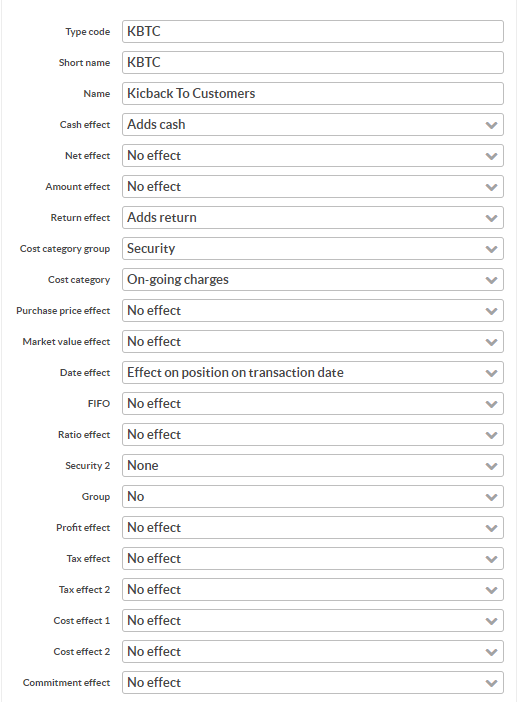 Type code KBTC
Short name KBTC
Name Kicback To Customers
Cash effect Adds cash
Net effect No effect
Amount effect No effect
Return effect Adds return
Cost category group Security
Cost category On-going charges
Purchase price effect No effect
Market value effect No effect
Date effect Effect on position on transaction date
FIFO No effect
Ratio effect No effect
Security 2 None
Group No
Profit effect No effect
Tax effect No effect
Tax effect 2 No effect
Cost effect 1 No effect
Cost effect 2 No effect
Commitment effect No effect